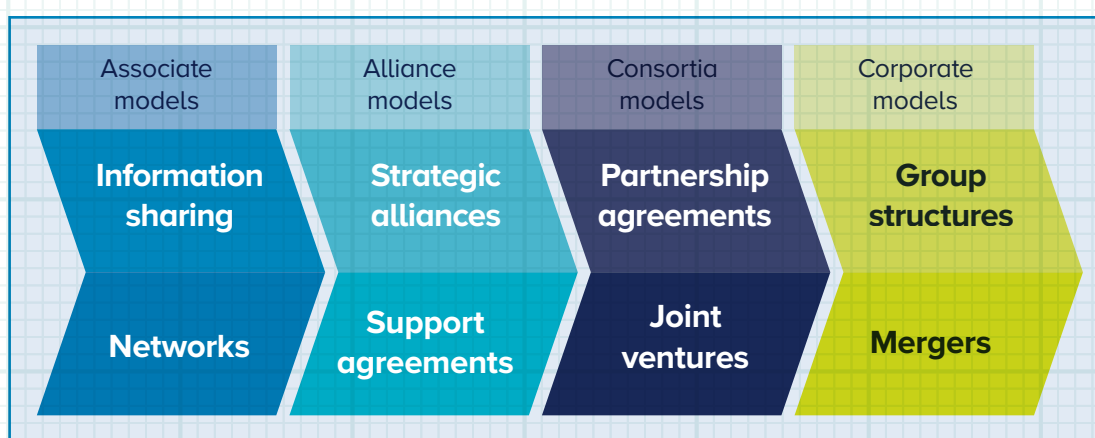 Associate
models
Alliance
models
Consortia
models
Corporate
models
Information
sharing
Strategic
alliances
Partnership
agreements
Group
structures
Networks
Support
agreements
Joint
ventures
Mergers